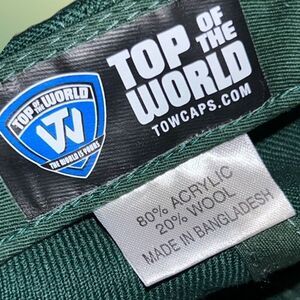 TOP OF THE WORLD
TW
THE WORLD IS YOURS
TOP OF
THE
WORLD
TOWCAPS.COM
80% ACRYLIC
20% WOOL
MADE IN BANGLADESH